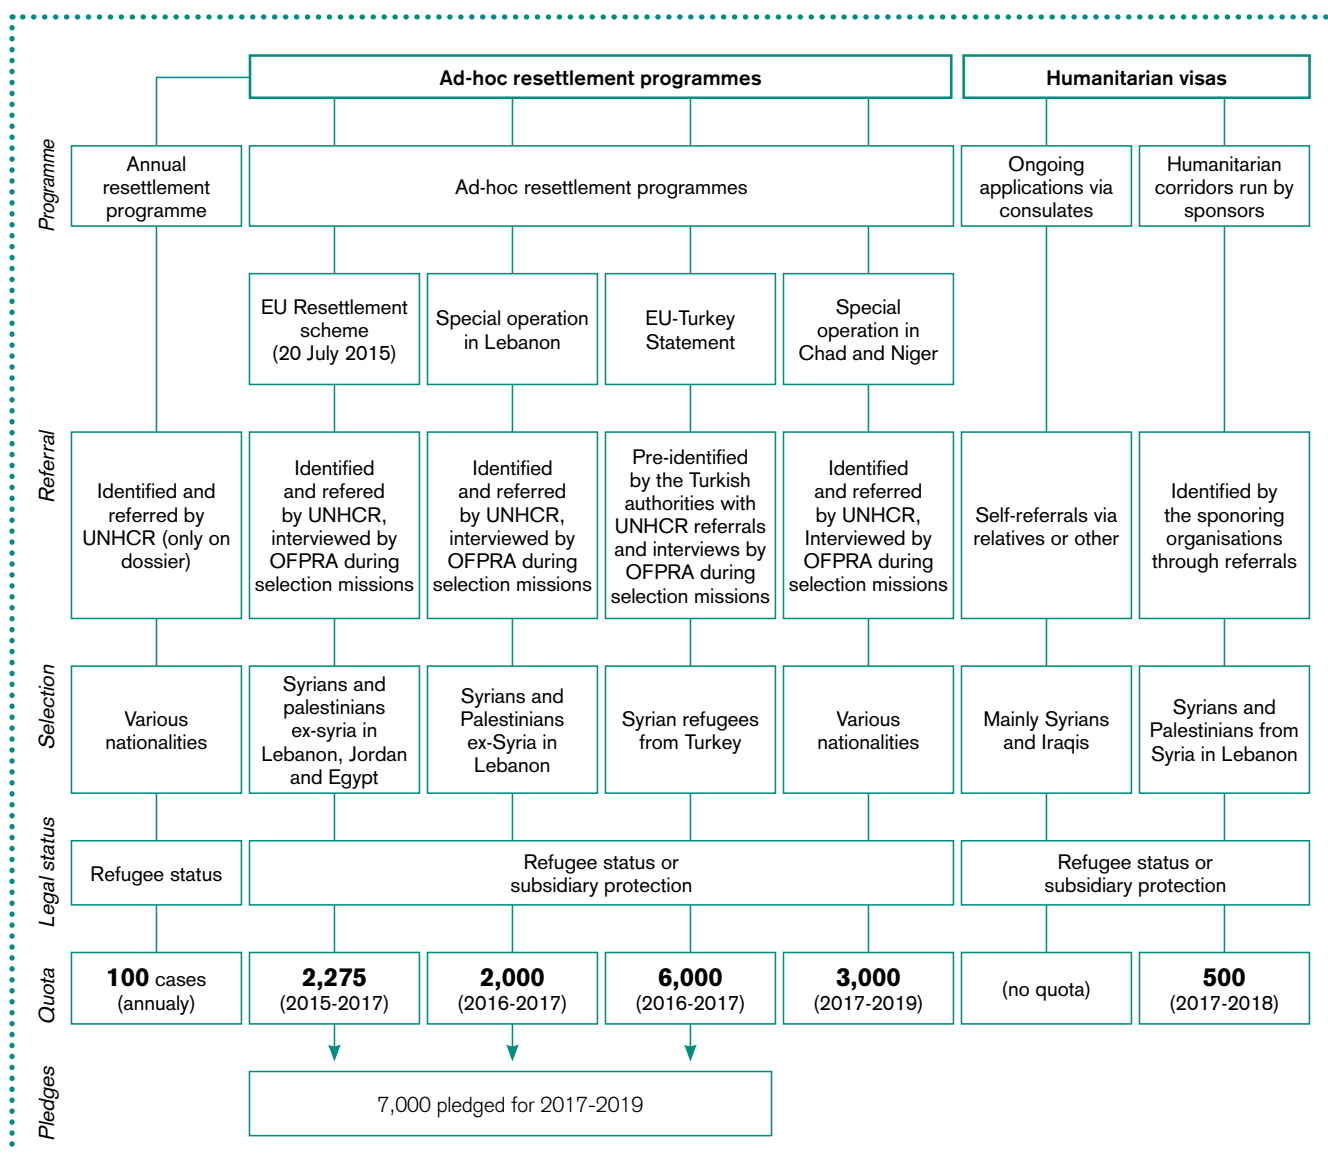 Ad-hoc resettlement programmes
Humanitarian visas
Programme
Annual
resettlement
programme
Ad-hoc resettlement programmes
Ongoing
applications via
consulates
Humanitarian
corridors run by
sponsors
EU Resettlement
scheme
(20 July 2015)
Special operation
in Lebanon
EU-Turkey
Statement
Special
operation in
Chad and Niger
Referral
Identified and
referred by
UNHCR (only on
dossier)
Identified
and refered
by UNHCR,
interviewed by
OFPRA during
selection missions
Identified
and referred
by UNHCR,
interviewed by
OFPRA during
selection missions
Pre-identified
by the Turkish
authorities with
UNHCR referrals
and interviews by
OFPRA during
selection missions
Identified
and referred
by UNHCR,
Interviewed by
OFPRA during
selection missions
Self-referrals via
relatives or other
Identified by
the sponoring
organisations
through referrals
Selection
Various
nationalities
Syrians and
palestinians
ex-syria in
Lebanon, Jordan
and Egypt
Syrians and
Palestinians
ex-Syria in
Lebanon
Syrian refugees
from Turkey
Various
nationalities
Mainly Syrians
and Iraqis
Syrians and
Palestinians from
Syria in Lebanon
Legal status
Refugee status
Refugee status or
subsidiary protection
Refugee status or
subsidiary protection
Quota
100 cases
(annualy)
2,275
(2015-2017)
2,000
(2016-2017)
6,000
(2016-2017)
3,000
(2017-2019)
(no quota)
500
(2017-2018)
Pledges
7,000 pledged for 2017-2019